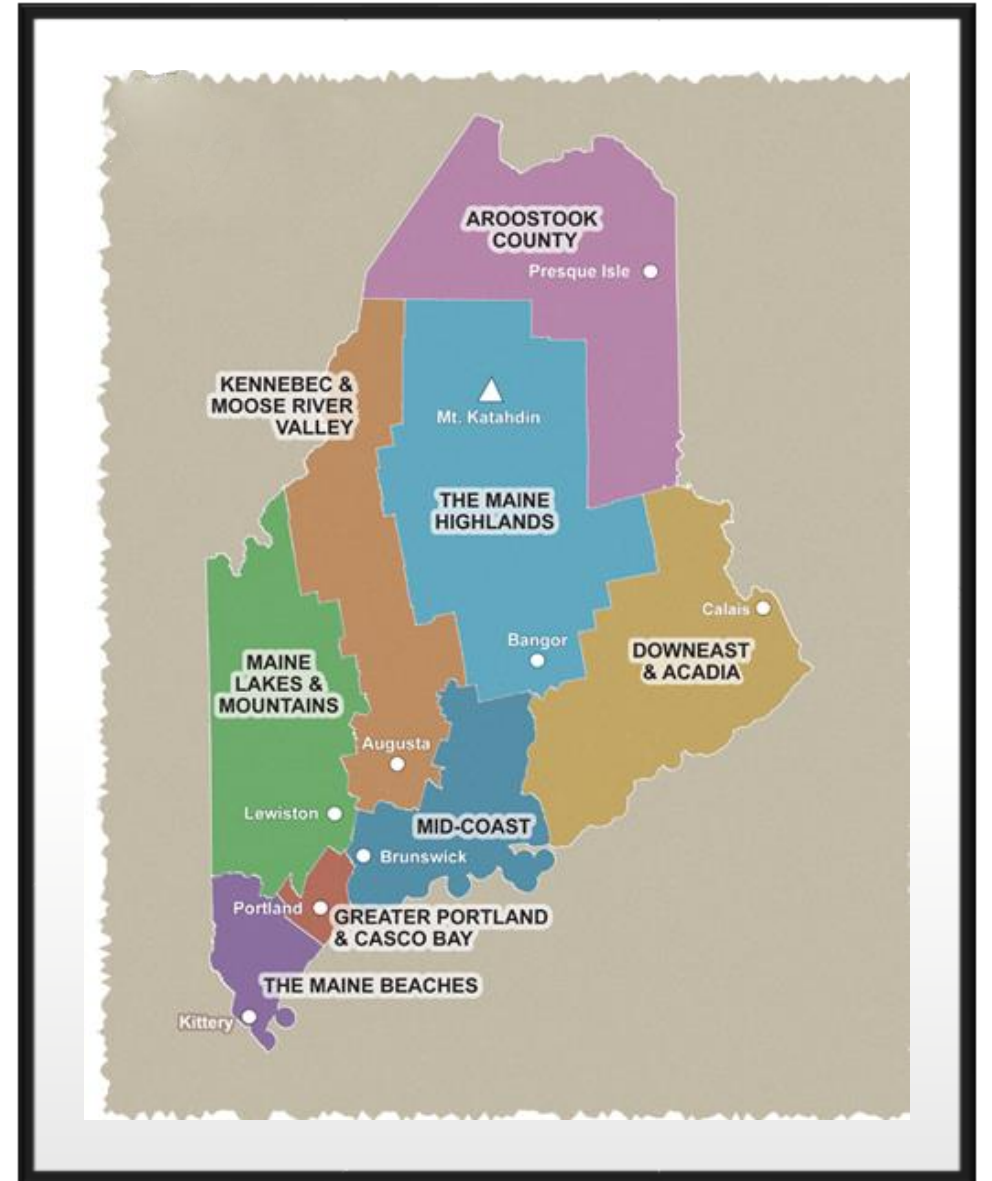 AROOSTOOK
COUNTY
Presque Isle
KENNEBEC &
MOOSE RIVER
VALLEY
Mt. Katahdin
THE MAINE
HIGHLANDS
Calais
Bangor
DOWNEAST
& ACADIA
MAINE
LAKES &
MOUNTAINS
Augusta
Lewiston
MID-COAST
Brunswick
Portland
GREATER PORTLAND
& CASCO BAY
THE MAINE BEACHES
Kittery